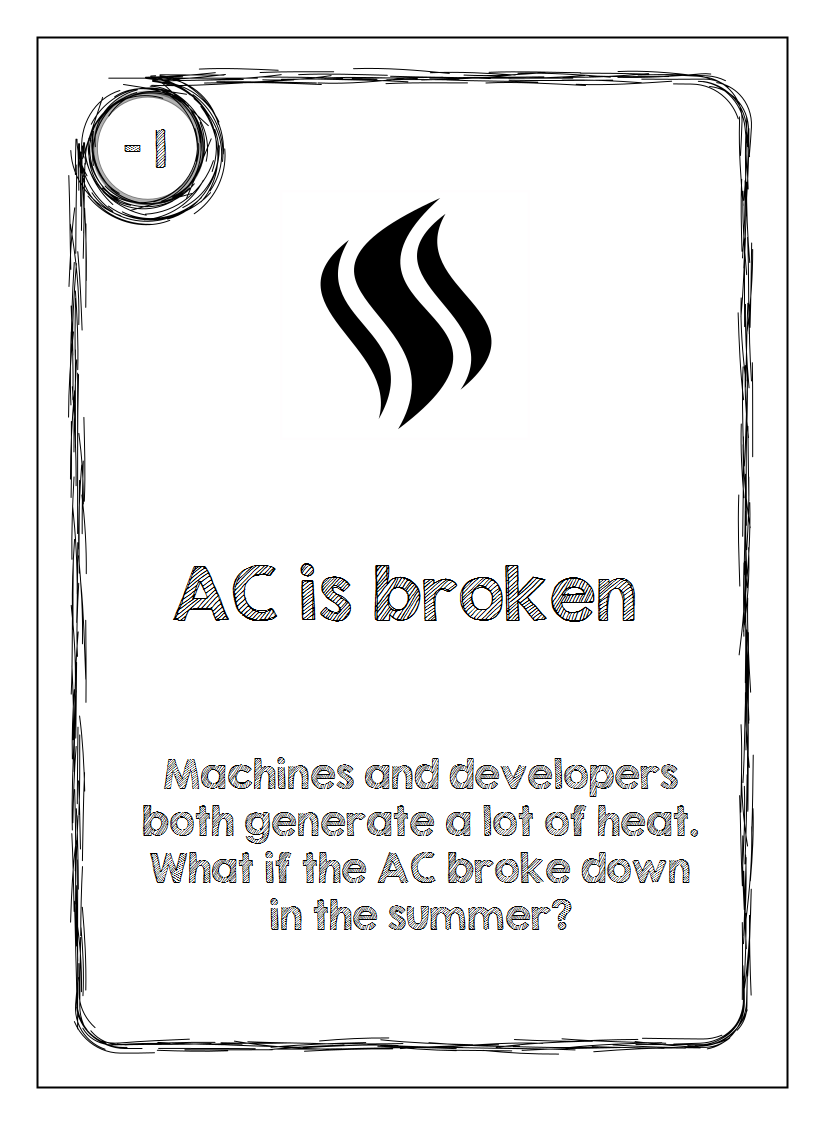 -1
AC is broken
Machines and developers
both generate a lot of heat.
What if the AC broke down
in the summer?